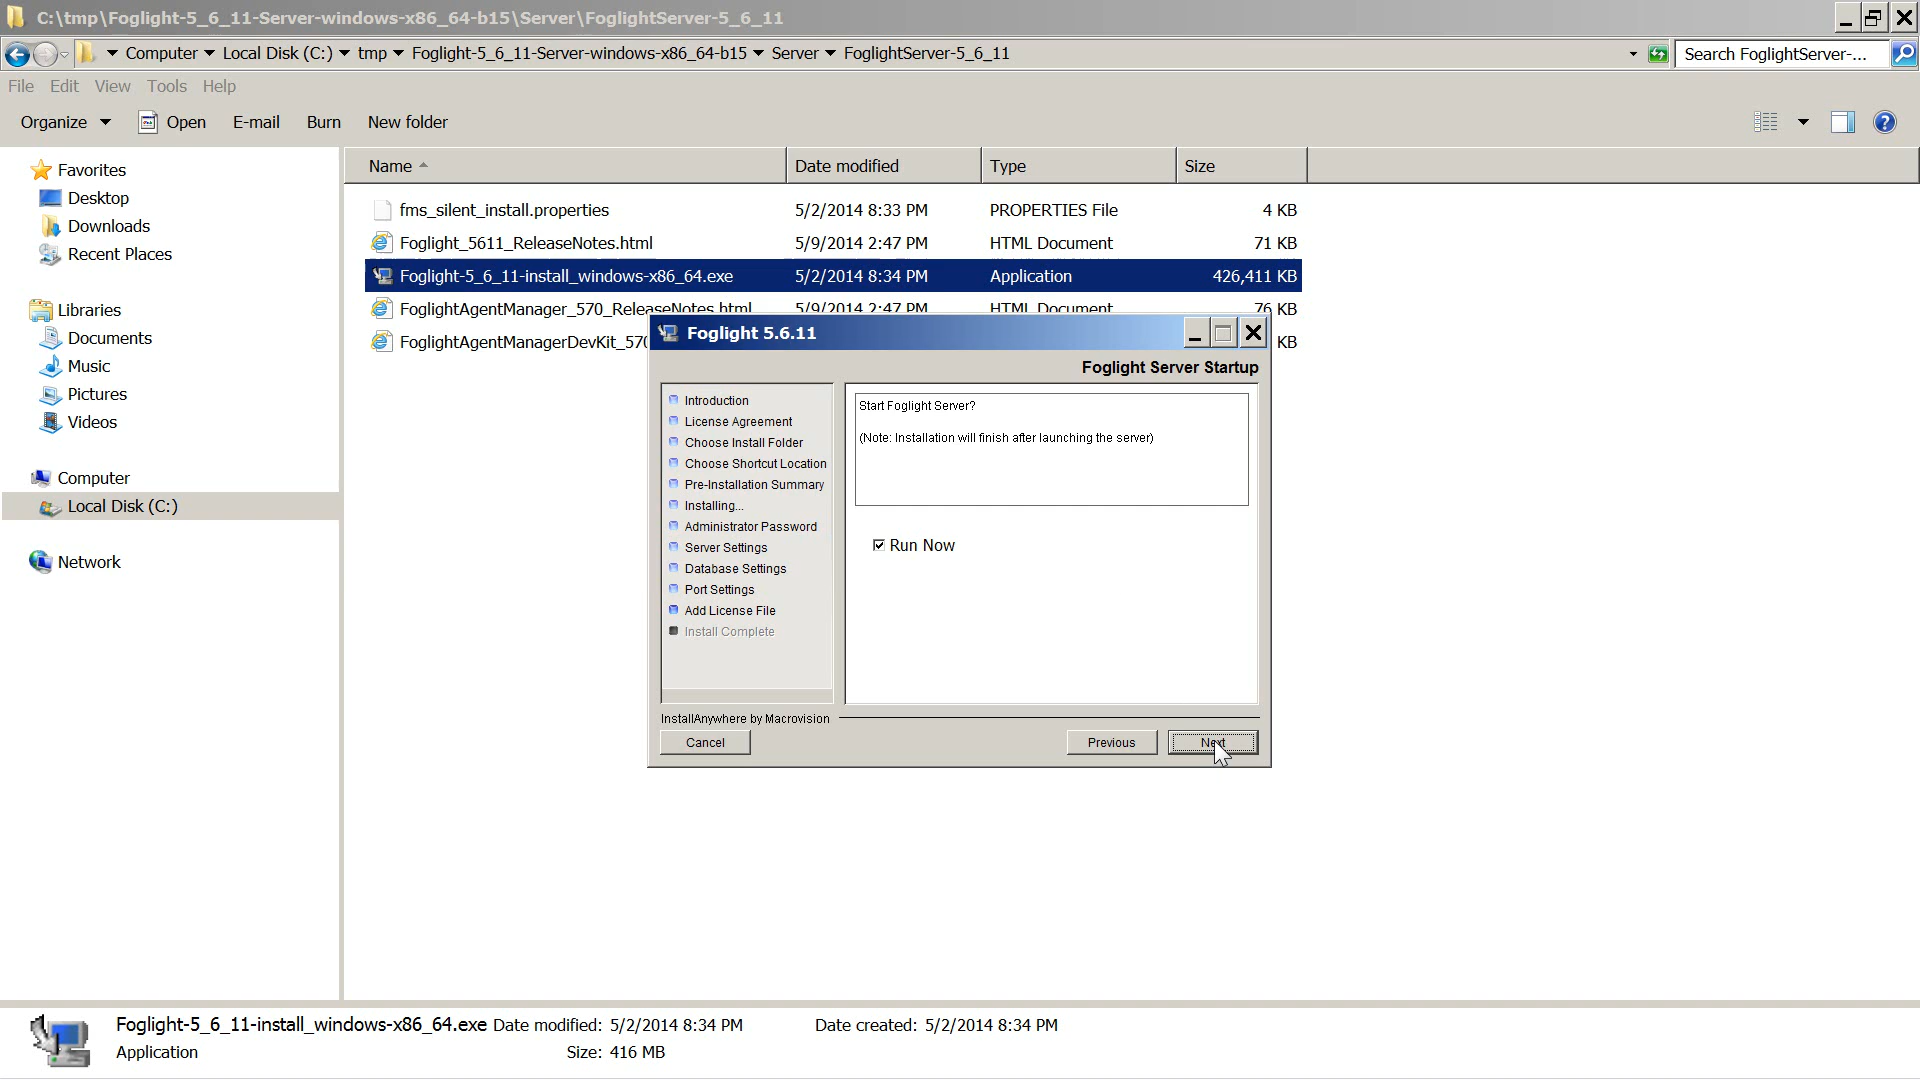 C:\tmp\Foglight-5_6_11-Server-windows-x86_64-b15\Server\FoglightServer-5_6_11
Computer Local Disk (C:) tmp Foglight-5_6_11-Server-windows-x86_64-b15 Server FoglightServer-5_6_11 Search FoglightServer-...
File Edit View Tools Help
Organize Open E-mail Burn New folder
Favorites
Desktop
Downloads
Recent Places
Libraries
Documents
Music
Pictures
Videos
Computer
Local Disk (C:)
Network
Name Date modified Type Size
fms_silent_install.properties 5/2/2014 8:33 PM PROPERTIES File 4 KB
Foglight_5611_ReleaseNotes.html 5/9/2014 2:47 PM HTML Document 71 KB
Foglight-5_6_11-install_windows-x86_64.exe 5/2/2014 8:34 PM Application 426,411 KB
FoglightAgentManager_570_ReleaseNotes.html 5/9/2014 2:47 PM HTML Document 76 KB
FoglightAgentManagerDevKit_570 KB
Foglight 5.6.11
Foglight Server Startup
Introduction
License Agreement
Choose Install Folder
Choose Shortcut Location
Pre-Installation Summary
Installing...
Administrator Password
Server Settings
Database Settings
Port Settings
Add License File
Install Complete
Start Foglight Server?
(Note: Installation will finish after launching the server)
Run Now
InstallAnywhere by Macrovision
Cancel Previous Next
Foglight-5_6_11-install_windows-x86_64.exe Date modified: 5/2/2014 8:34 PM Date created: 5/2/2014 8:34 PM
Application Size: 416 MB